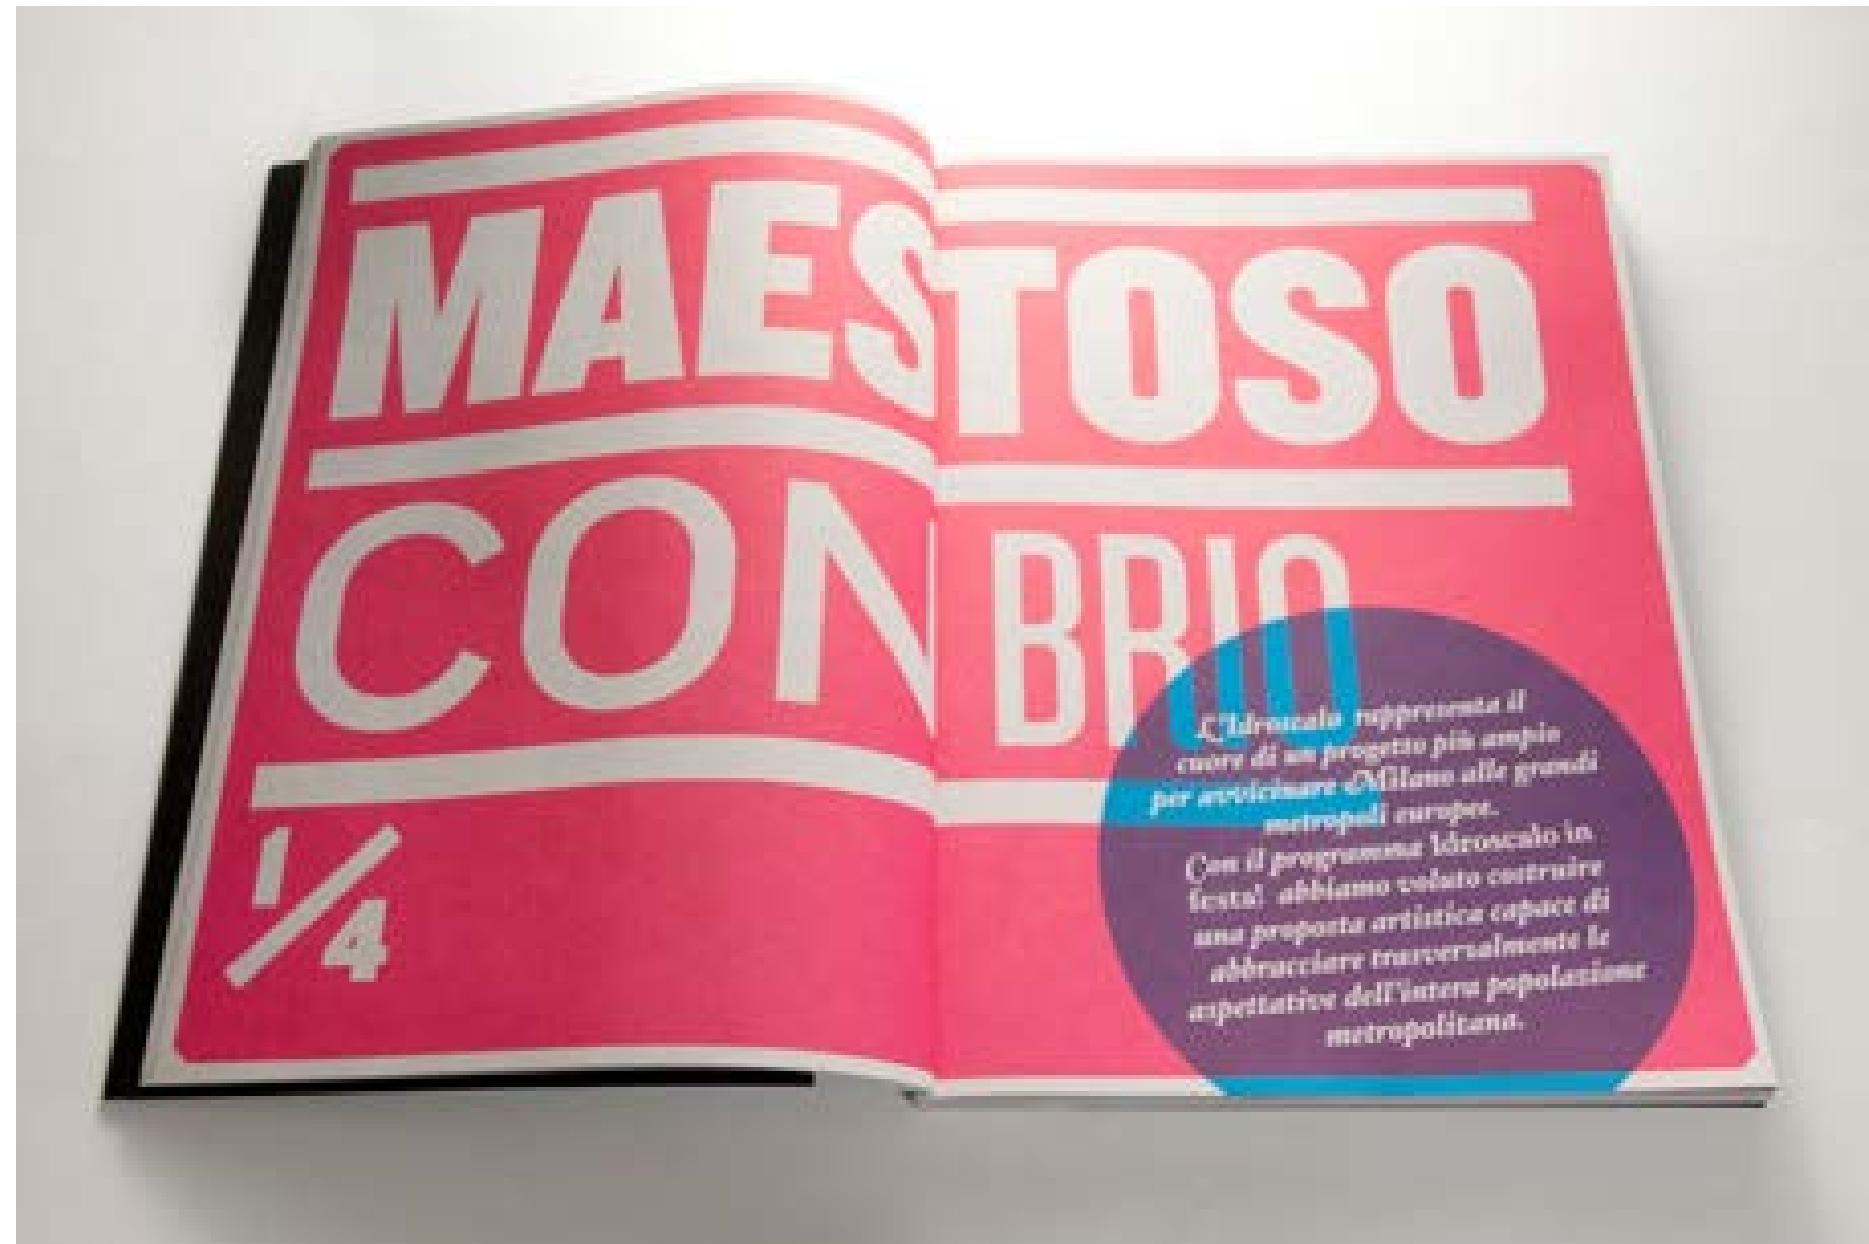 MAESTOSO
CON BRIO
1/4
L'Idroscalo rappresenta il
cuore di un progetto più ampio
per avvicinare Milano alle grandi
metropoli europee.
Con il programma Idroscalo in
festa! abbiamo voluto costruire
una proposta artistica capace di
abbracciare trasversalmente le
aspettative dell'intera popolazione
metropolitana.